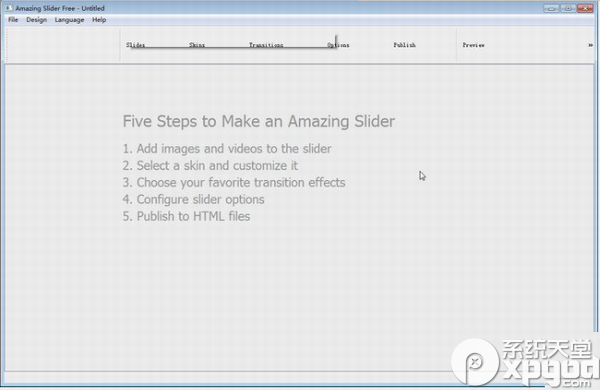 Amazing Slider Free - Untitled
File Design Language Help
Slides Skins Transitions Options Publish Preview
Five Steps to Make an Amazing Slider
1. Add images and videos to the slider
2. Select a skin and customize it
3. Choose your favorite transition effects
4. Configure slider options
5. Publish to HTML files
系统天堂